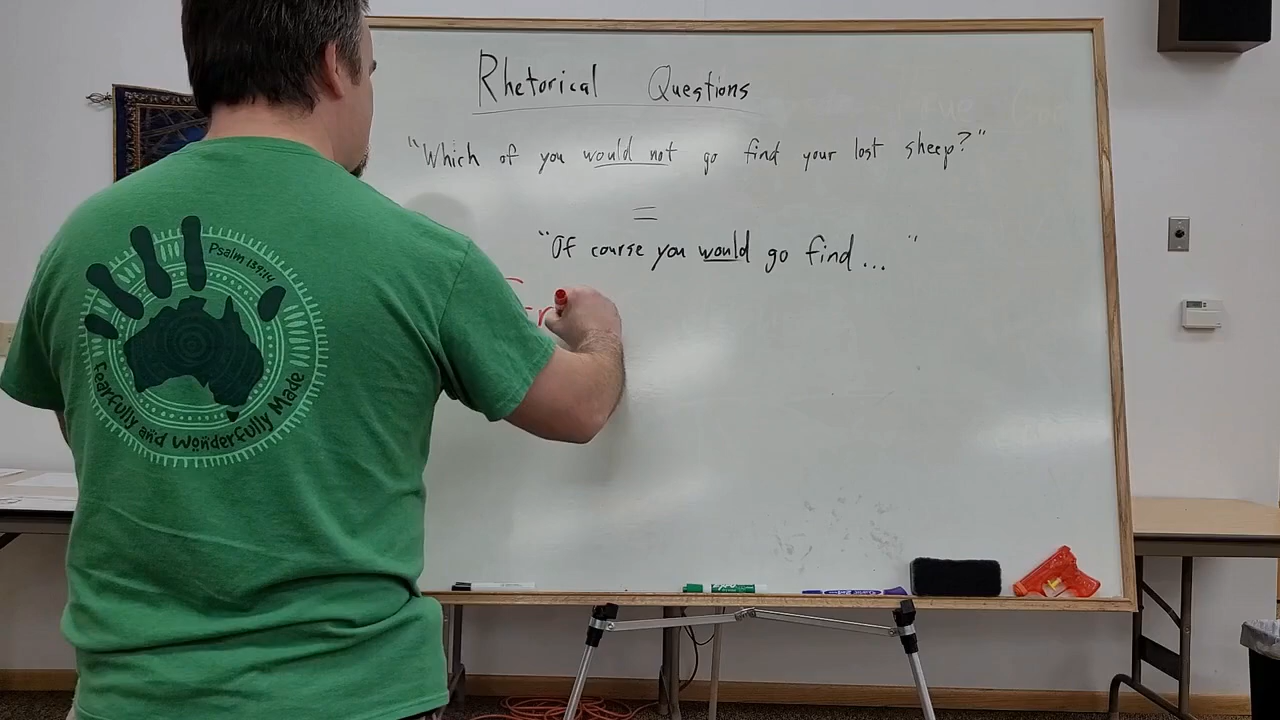 Rhetorical Questions
"Which of you would not go find your lost sheep?"
=
"Of course you would go find... "
Psalm 139:14
fearfully and Wonderfully Made